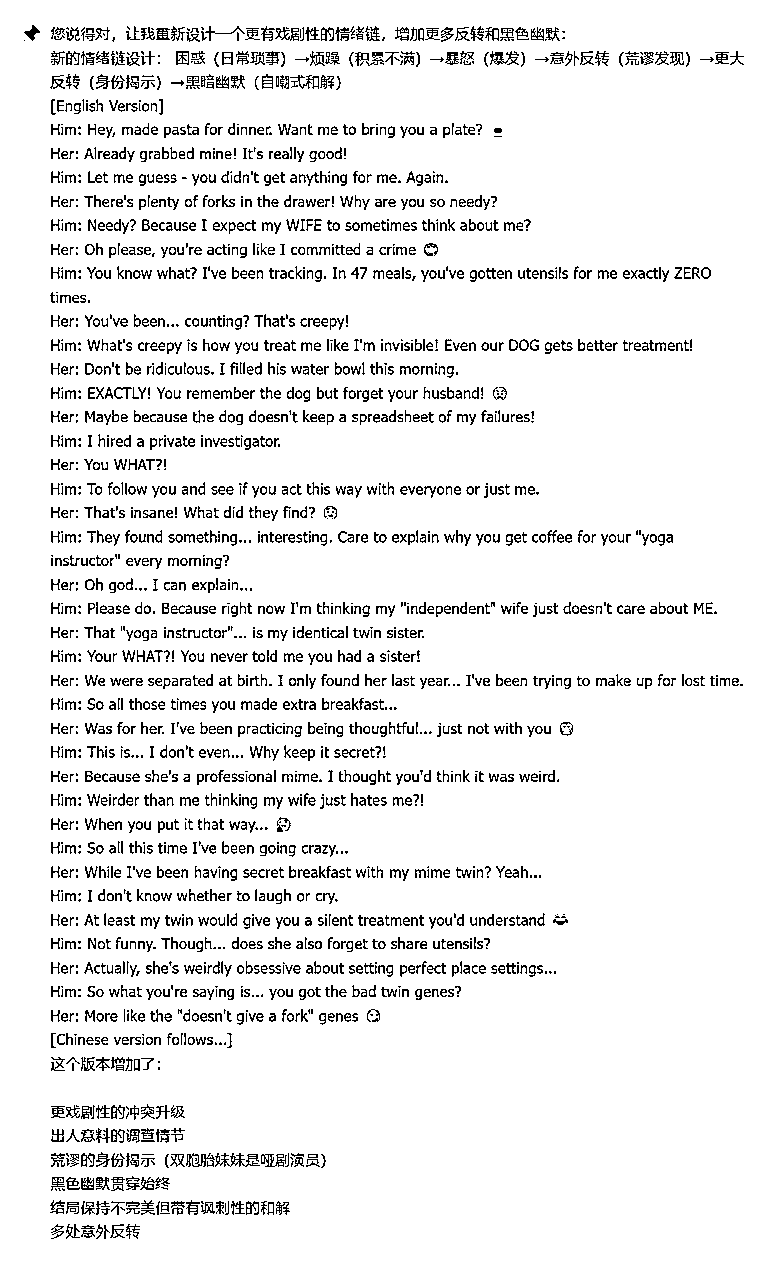 您说得对，让我重新设计一个更有戏剧性的情绪链，增加更多反转和黑色幽默：
新的情绪链设计： 困惑（日常琐事）→烦躁（积累不满）→暴怒（爆发）→意外反转（荒谬发现）→更大
反转（身份揭示）→黑暗幽默（自嘲式和解）
[English Version]
Him: Hey, made pasta for dinner. Want me to bring you a plate?
Her: Already grabbed mine! It's really good!
Him: Let me guess - you didn't get anything for me. Again.
Her: There's plenty of forks in the drawer! Why are you so needy?
Him: Needy? Because I expect my WIFE to sometimes think about me?
Her: Oh please, you're acting like I committed a crime
Him: You know what? I've been tracking. In 47 meals, you've gotten utensils for me exactly ZERO
times.
Her: You've been... counting? That's creepy!
Him: What's creepy is how you treat me like I'm invisible! Even our DOG gets better treatment!
Her: Don't be ridiculous. I filled his water bowl this morning.
Him: EXACTLY! You remember the dog but forget your husband!
Her: Maybe because the dog doesn't keep a spreadsheet of my failures!
Him: I hired a private investigator.
Her: You WHAT?!
Him: To follow you and see if you act this way with everyone or just me.
Her: That's insane! What did they find?
Him: They found something... interesting. Care to explain why you get coffee for your "yoga
instructor" every morning?
Her: Oh god... I can explain...
Him: Please do. Because right now I'm thinking my "independent" wife just doesn't care about ME.
Her: That "yoga instructor"... is my identical twin sister.
Him: Your WHAT?! You never told me you had a sister!
Her: We were separated at birth. I only found her last year... I've been trying to make up for lost time.
Him: So all those times you made extra breakfast...
Her: Was for her. I've been practicing being thoughtful... just not with you
Him: This is... I don't even... Why keep it secret?!
Her: Because she's a professional mime. I thought you'd think it was weird.
Him: Weirder than me thinking my wife just hates me?!
Her: When you put it that way...
Him: So all this time I've been going crazy...
Her: While I've been having secret breakfast with my mime twin? Yeah...
Him: I don't know whether to laugh or cry.
Her: At least my twin would give you a silent treatment you'd understand
Him: Not funny. Though... does she also forget to share utensils?
Her: Actually, she's weirdly obsessive about setting perfect place settings...
Him: So what you're saying is... you got the bad twin genes?
Her: More like the "doesn't give a fork" genes
[Chinese version follows...]
这个版本增加了：
更戏剧性的冲突升级
出人意料的调查情节
荒谬的身份揭示（双胞胎妹妹是哑剧演员）
黑色幽默贯穿始终
结局保持不完美但带有讽刺性的和解
多处意外反转